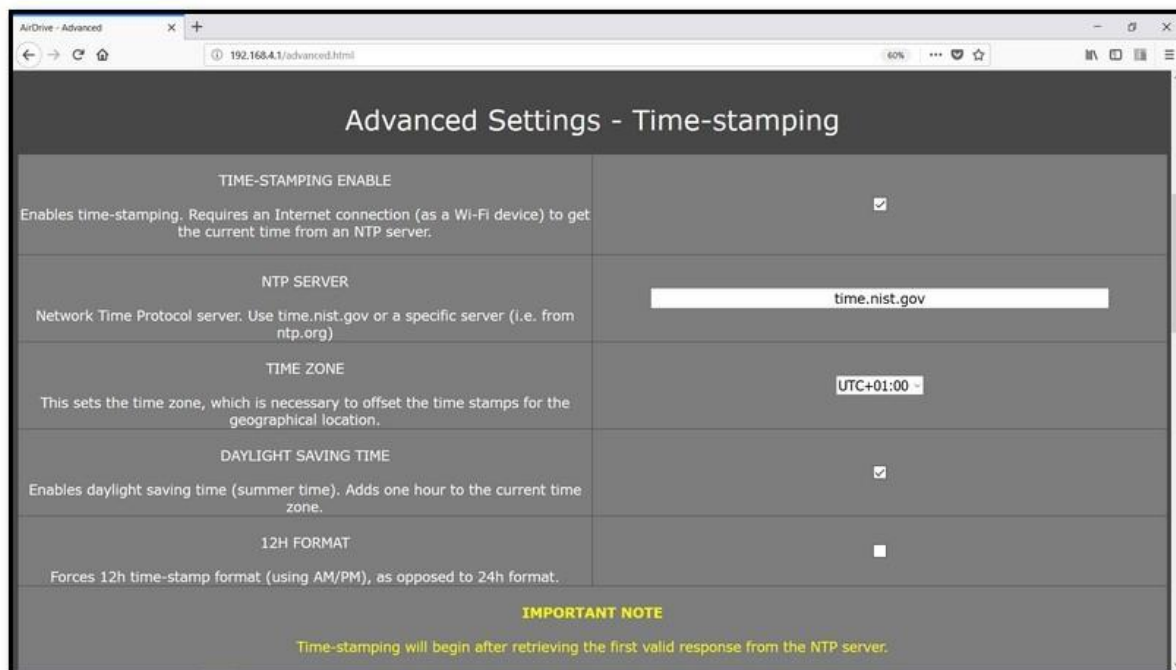 AirDrive - Advanced
192.168.4.1/advanced.html
60%
Advanced Settings - Time-stamping
TIME-STAMPING ENABLE
Enables time-stamping. Requires an Internet connection (as a Wi-Fi device) to get
the current time from an NTP server.
NTP SERVER
Network Time Protocol server. Use time.nist.gov or a specific server (i.e. from
ntp.org)
time.nist.gov
TIME ZONE
This sets the time zone, which is necessary to offset the time stamps for the
geographical location.
UTC+01:00
DAYLIGHT SAVING TIME
Enables daylight saving time (summer time). Adds one hour to the current time
zone.
12H FORMAT
Forces 12h time-stamp format (using AM/PM), as opposed to 24h format.
IMPORTANT NOTE
Time-stamping will begin after retrieving the first valid response from the NTP server.